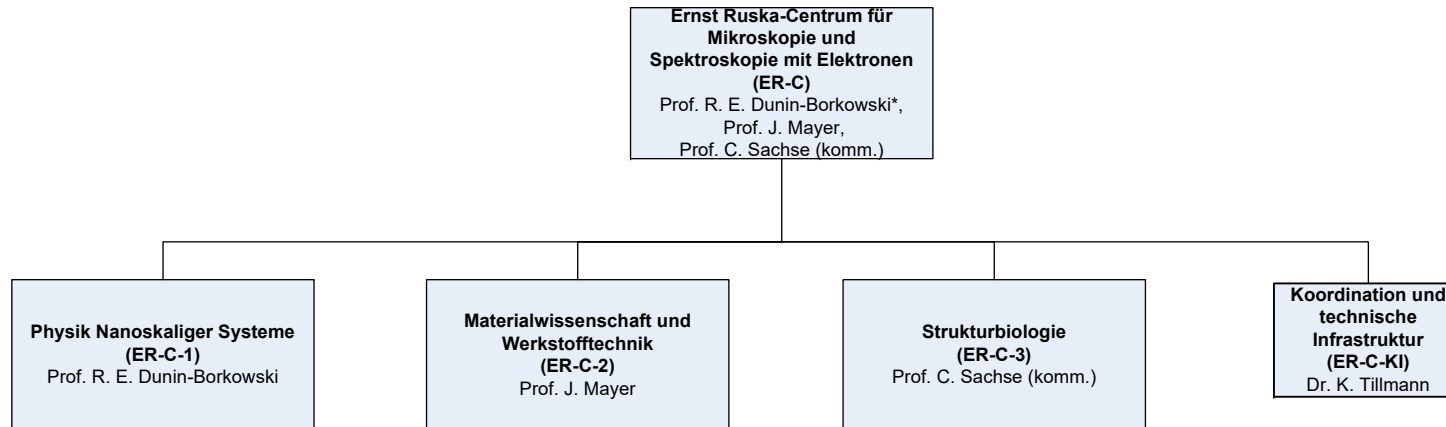 Ernst Ruska-Centrum für
Mikroskopie und
Spektroskopie mit Elektronen
(ER-C)
Prof. R. E. Dunin-Borkowski*,
Prof. J. Mayer,
Prof. C. Sachse (komm.)
Physik Nanoskaliger Systeme
(ER-C-1)
Prof. R. E. Dunin-Borkowski
Materialwissenschaft und
Werkstofftechnik
(ER-C-2)
Prof. J. Mayer
Strukturbiologie
(ER-C-3)
Prof. C. Sachse (komm.)
Koordination und
technische
Infrastruktur
(ER-C-KI)
Dr. K. Tillmann